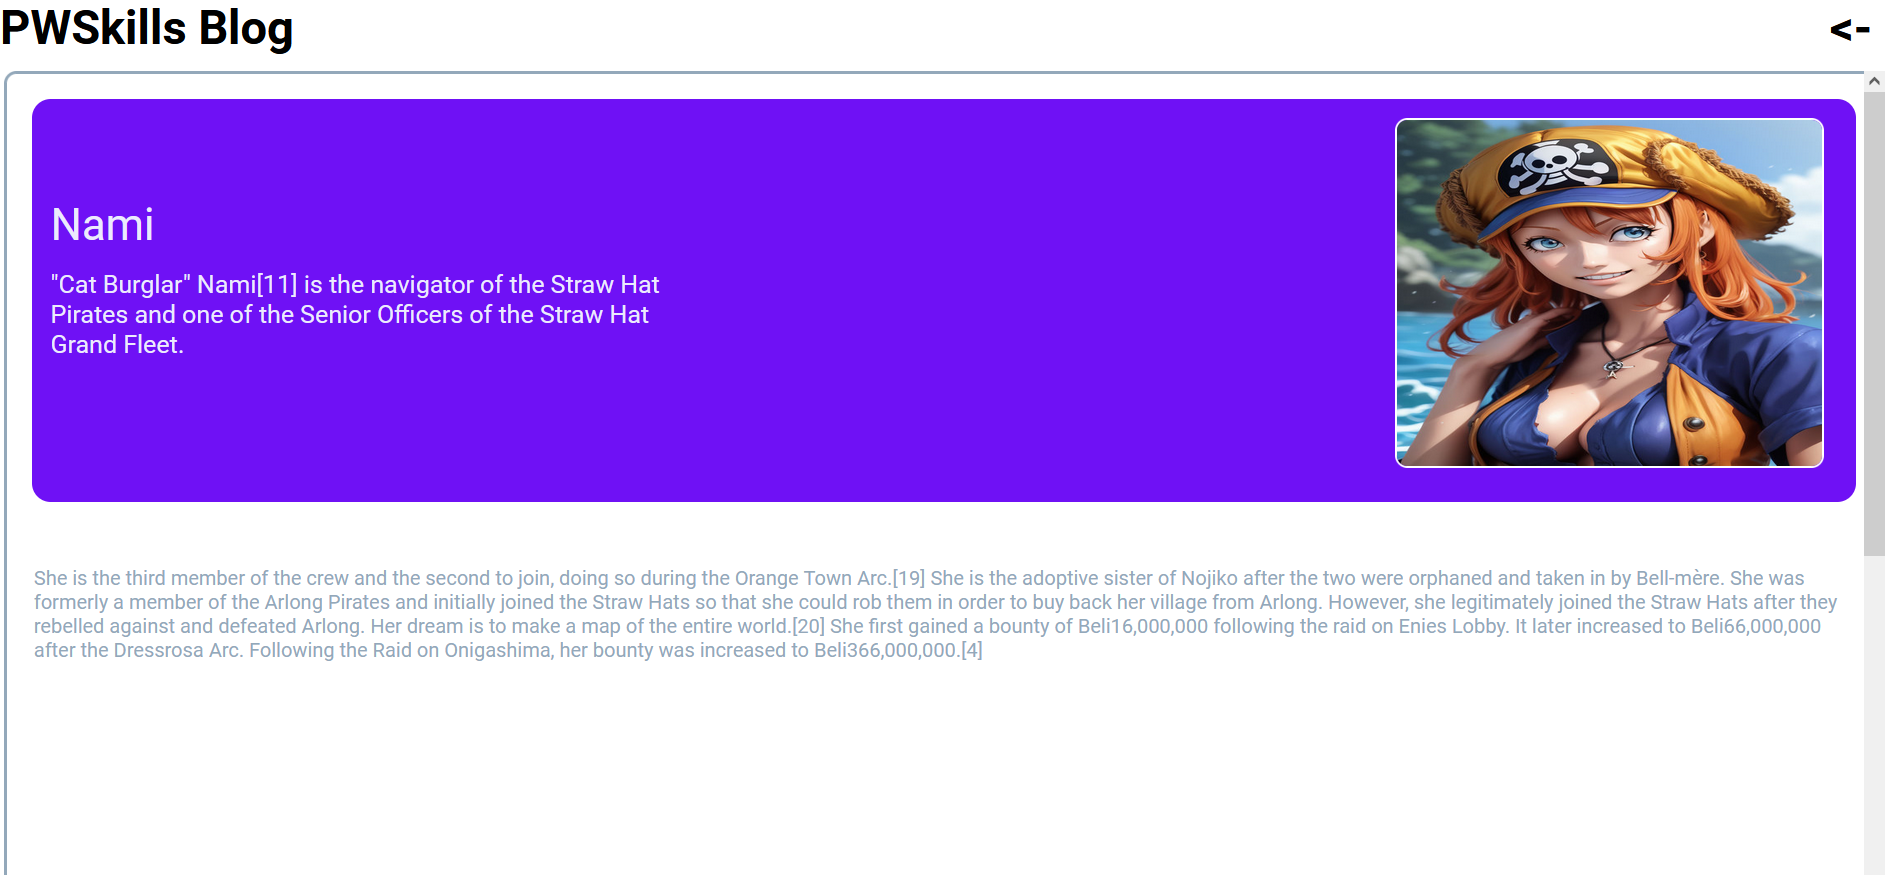 PWSkills Blog
<-
Nami
"Cat Burglar" Nami[11] is the navigator of the Straw Hat
Pirates and one of the Senior Officers of the Straw Hat
Grand Fleet.
She is the third member of the crew and the second to join, doing so during the Orange Town Arc.[19] She is the adoptive sister of Nojiko after the two were orphaned and taken in by Bell-mère. She was
formerly a member of the Arlong Pirates and initially joined the Straw Hats so that she could rob them in order to buy back her village from Arlong. However, she legitimately joined the Straw Hats after they
rebelled against and defeated Arlong. Her dream is to make a map of the entire world.[20] She first gained a bounty of Beli16,000,000 following the raid on Enies Lobby. It later increased to Beli66,000,000
after the Dressrosa Arc. Following the Raid on Onigashima, her bounty was increased to Beli366,000,000.[4]